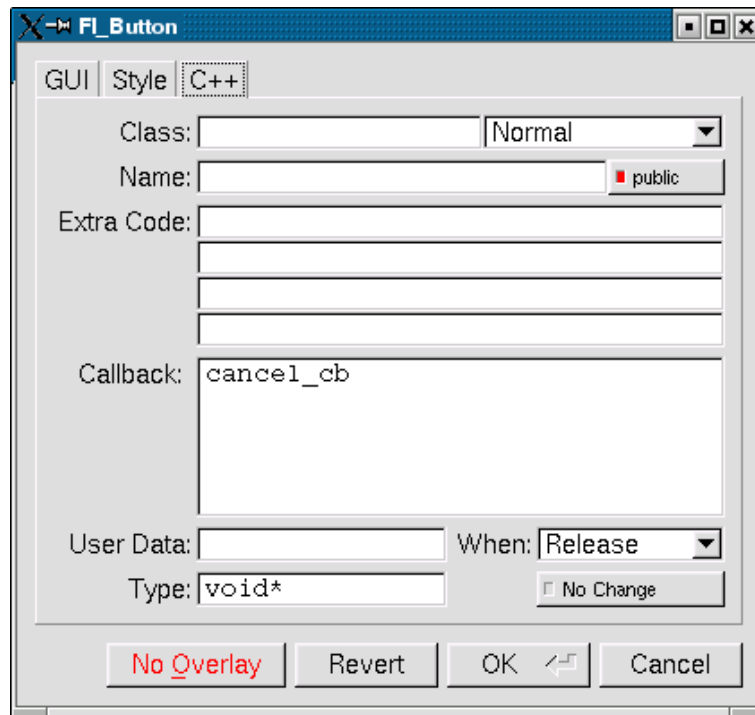 Fl_Button
GUI Style C++
Class: Normal
Name: public
Extra Code:
Callback: cancel_cb
User Data: When: Release
Type: void* No Change
No Overlay Revert OK Cancel